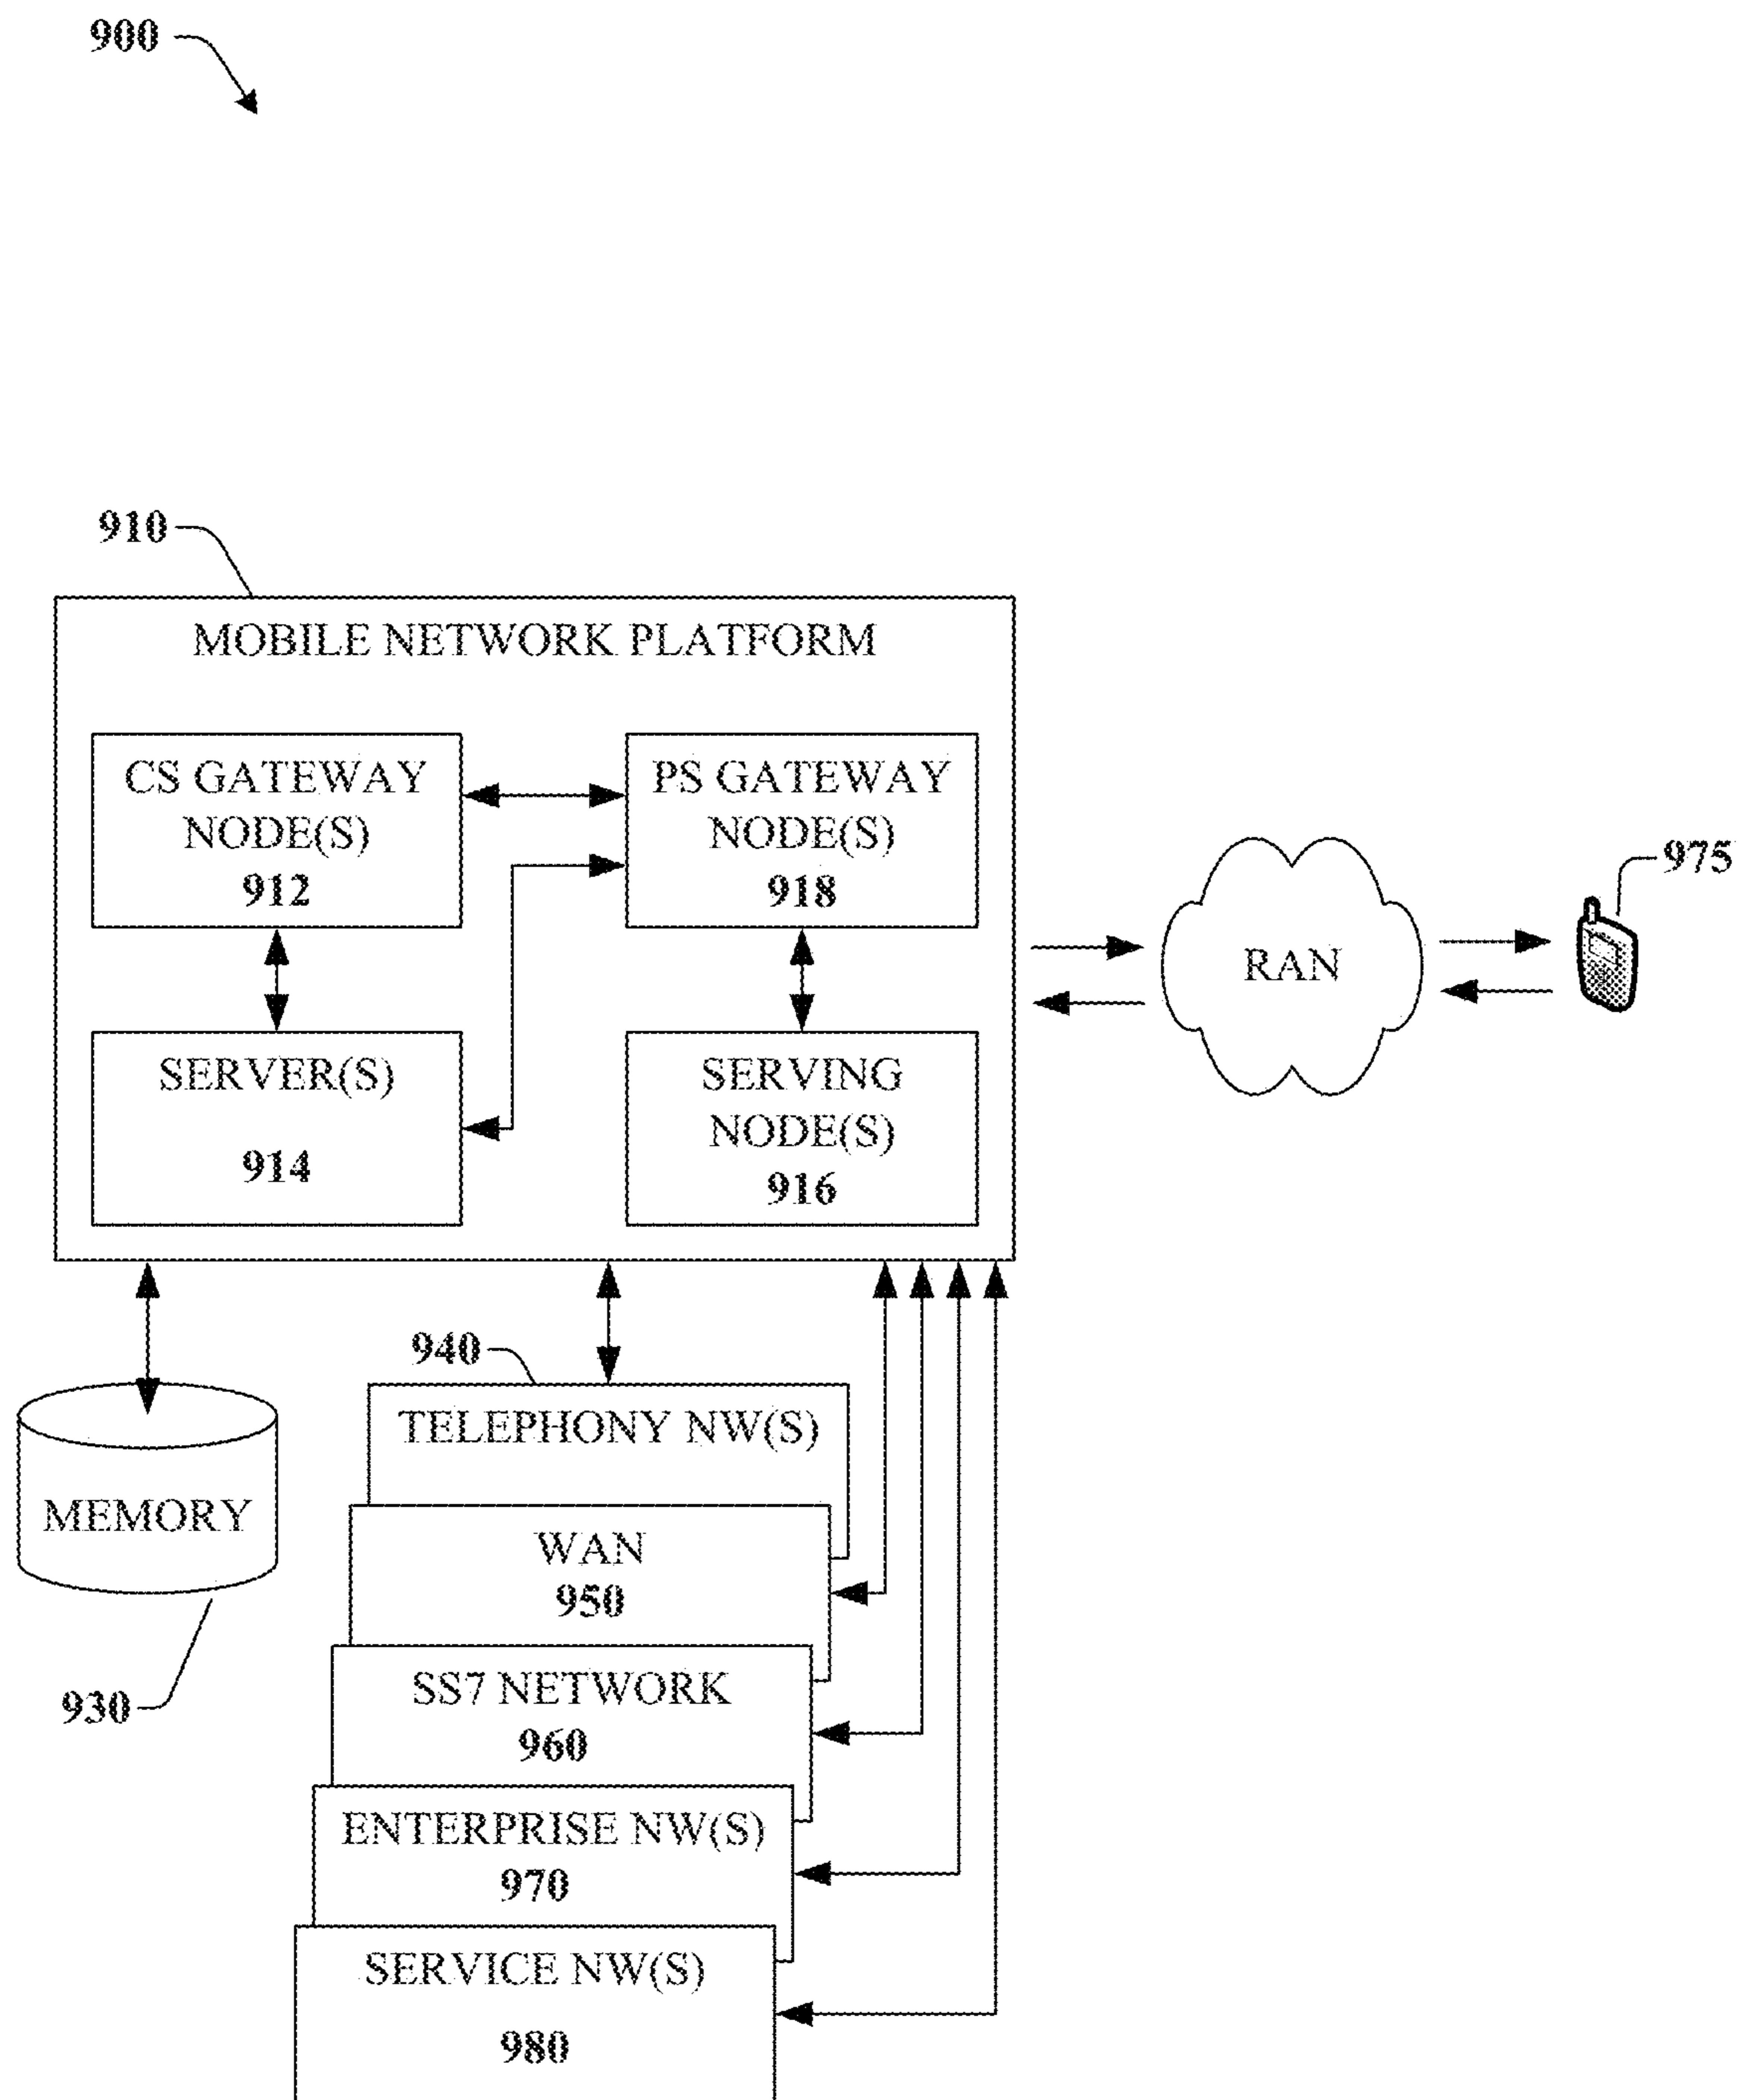 900
910
MOBILE NETWORK PLATFORM
CS GATEWAY
NODE(S)
912
PS GATEWAY
NODE(S)
918
SERVER(S)
914
SERVING
NODE(S)
916
RAN
975
940
TELEPHONY NW(S)
MEMORY
930
WAN
950
SS7 NETWORK
960
ENTERPRISE NW(S)
970
SERVICE NW(S)
980